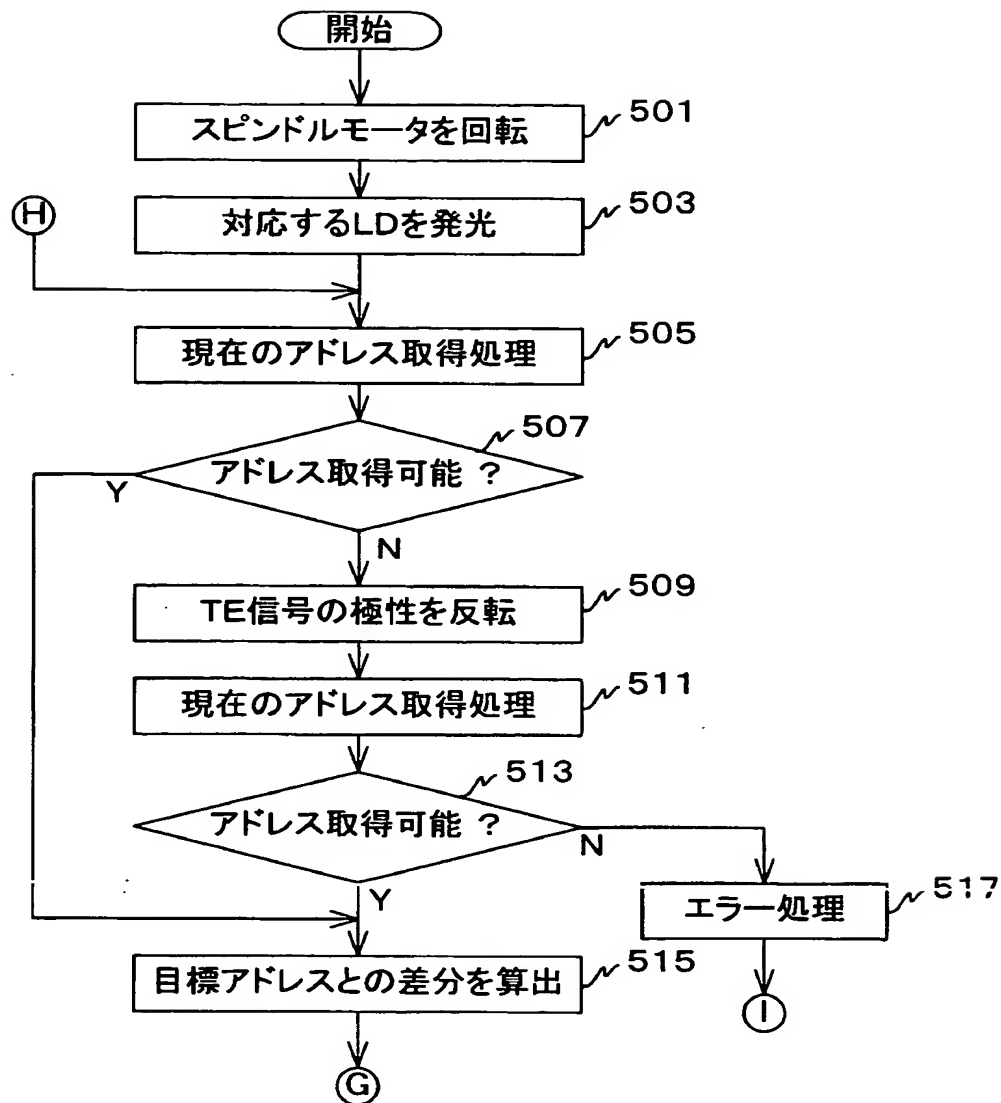 開始
スピンドルモータを回転
501
対応するLDを発光
503
H
現在のアドレス取得処理
505
アドレス取得可能 ?
507
Y
N
TE信号の極性を反転
509
現在のアドレス取得処理
511
アドレス取得可能 ?
513
N
Y
エラー処理
517
目標アドレスとの差分を算出
515
I
G